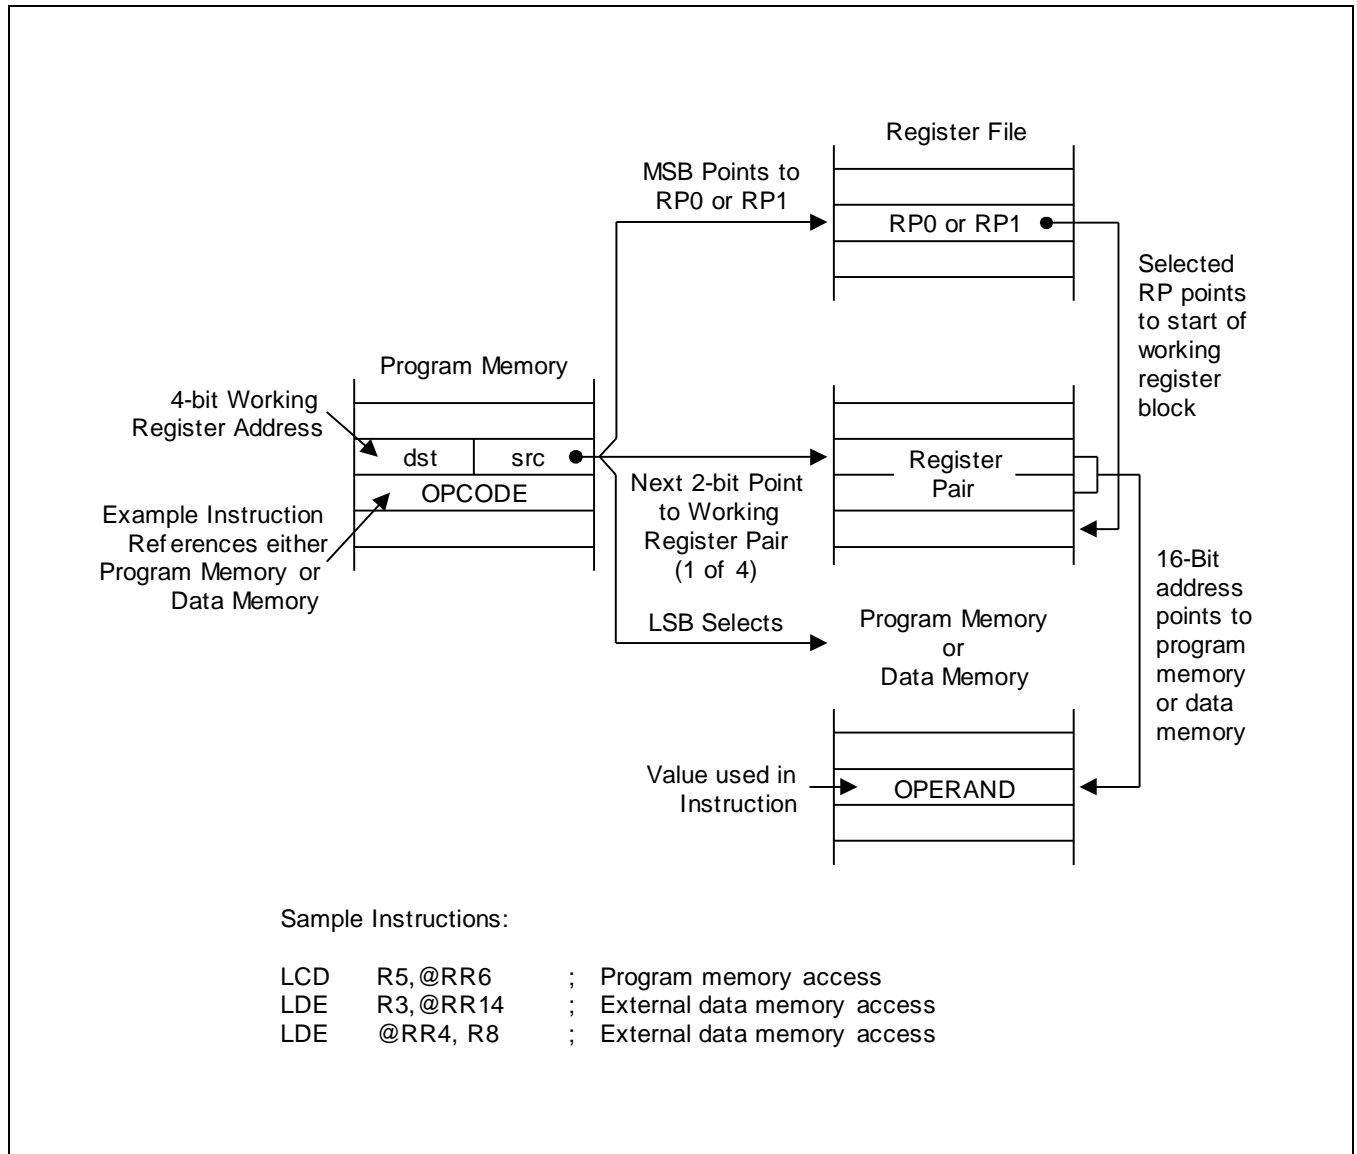 Register File
MSB Points to
RP0 or RP1
RP0 or RP1
Selected
RP points
to start of
working
register
block
Program Memory
4-bit Working
Register Address
dst src
OPCODE
Register
Pair
Next 2-bit Point
to Working
Register Pair
(1 of 4)
Example Instruction
References either
Program Memory or
Data Memory
16-Bit
address
points to
program
memory
or data
memory
LSB Selects
Program Memory
or
Data Memory
Value used in
Instruction
OPERAND
Sample Instructions:
LCD R5,@RR6 ; Program memory access
LDE R3,@RR14 ; External data memory access
LDE @RR4, R8 ; External data memory access